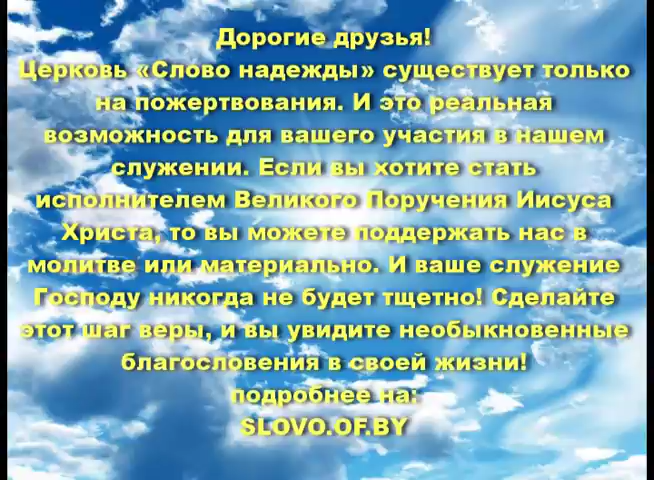 Дорогие друзья!
Церковь «Слово надежды» существует только
на пожертвования. И это реальная
возможность для вашего участия в нашем
служении. Если вы хотите стать
исполнителем Великого Поручения Иисуса
Христа, то вы можете поддержать нас в
молитве или материально. И ваше служение
Господу никогда не будет тщетно! Сделайте
этот шаг веры, и вы увидите необыкновенные
благословения в своей жизни!
подробнее на:
SLOVO.OF.BY